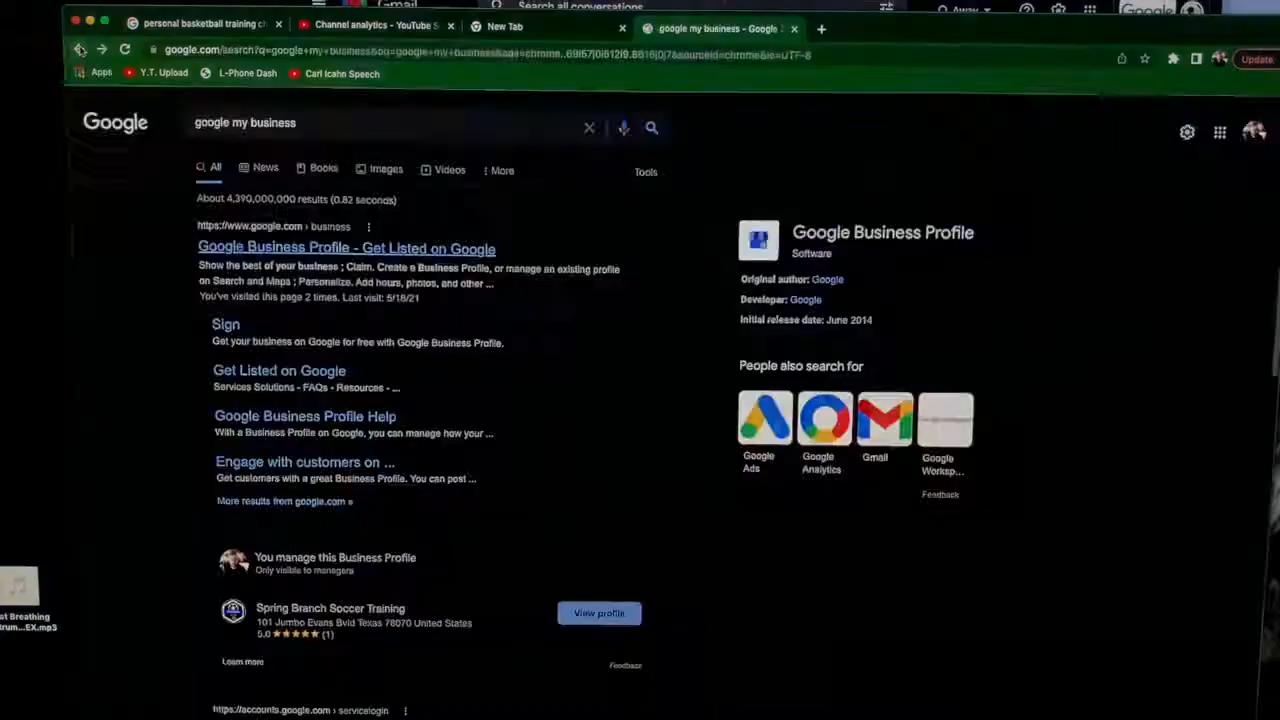 Gmail
Search all conversations
Away
Google
personal basketball training ch
Channel analytics - YouTube S
New Tab
google my business - Google S
Update
Apps
Y.T. Upload
L-Phone Dash
Carl Icahn Speech
Google
google my business
All
News
Books
Images
Videos
More
Tools
About 4,390,000,000 results (0.82 seconds)
https://www.google.com › business
Google Business Profile - Get Listed on Google
Show the best of your business ; Claim. Create a Business Profile, or manage an existing profile
on Search and Maps ; Personalize. Add hours, photos, and other ...
You've visited this page 2 times. Last visit: 5/18/21
Sign
Get your business on Google for free with Google Business Profile.
Get Listed on Google
Services Solutions - FAQs - Resources - ...
Google Business Profile Help
With a Business Profile on Google, you can manage how your ...
Engage with customers on ...
Get customers with a great Business Profile. You can post ...
More results from google.com »
You manage this Business Profile
Only visible to managers
Spring Branch Soccer Training
101 Jumbo Evans Bvld Texas 78070 United States
5.0 ★★★★★ (1)
View profile
Learn more
Feedback
https://accounts.google.com › servicelogin
Google Business Profile
Software
Original author: Google
Developer: Google
Initial release date: June 2014
People also search for
Google
Ads
Google
Analytics
Gmail
Google
Worksp...
Feedback
st Breathing
trum...EX.mp3